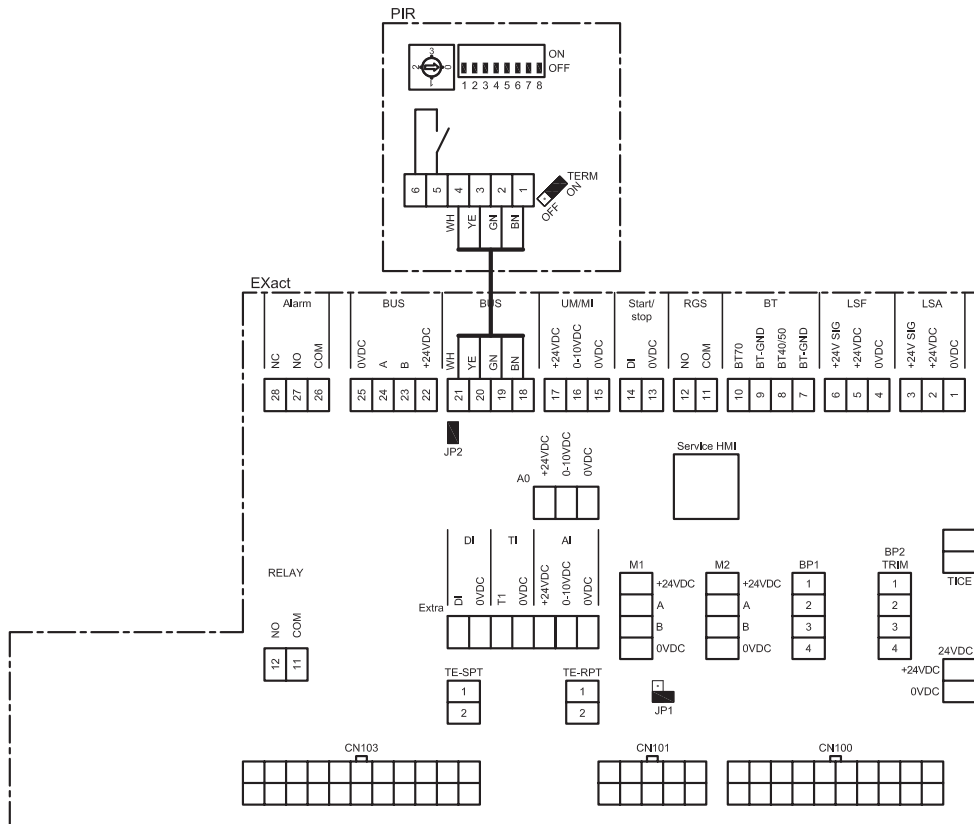 PIR
3
2 0
1
ON
OFF
1 2 3 4 5 6 7 8
6 5 4 3 2 1
TERM
ON
OFF
WH YE GN BN
EXact
Alarm BUS BUS UM/MI Start/stop RGS BT LSF LSA
NC NO COM 0VDC A B +24VDC WH YE GN BN +24VDC 0-10VDC 0VDC DI 0VDC NO COM BT70 BT-GND BT40/50 BT-GND +24V SIG +24VDC 0VDC +24V SIG +24VDC 0VDC
28 27 26 25 24 23 22 21 20 19 18 17 16 15 14 13 12 11 10 9 8 7 6 5 4 3 2 1
JP2
A0
+24VDC 0-10VDC 0VDC
Service HMI
DI TI AI
DI 0VDC T1 0VDC +24VDC 0-10VDC 0VDC
Extra
RELAY
NO COM
12 11
M1
+24VDC
A
B
0VDC
M2
+24VDC
A
B
0VDC
BP1
1
2
3
4
BP2
TRIM
1
2
3
4
TICE
24VDC
+24VDC
0VDC
TE-SPT
1
2
TE-RPT
1
2
JP1
CN103
CN101
CN100